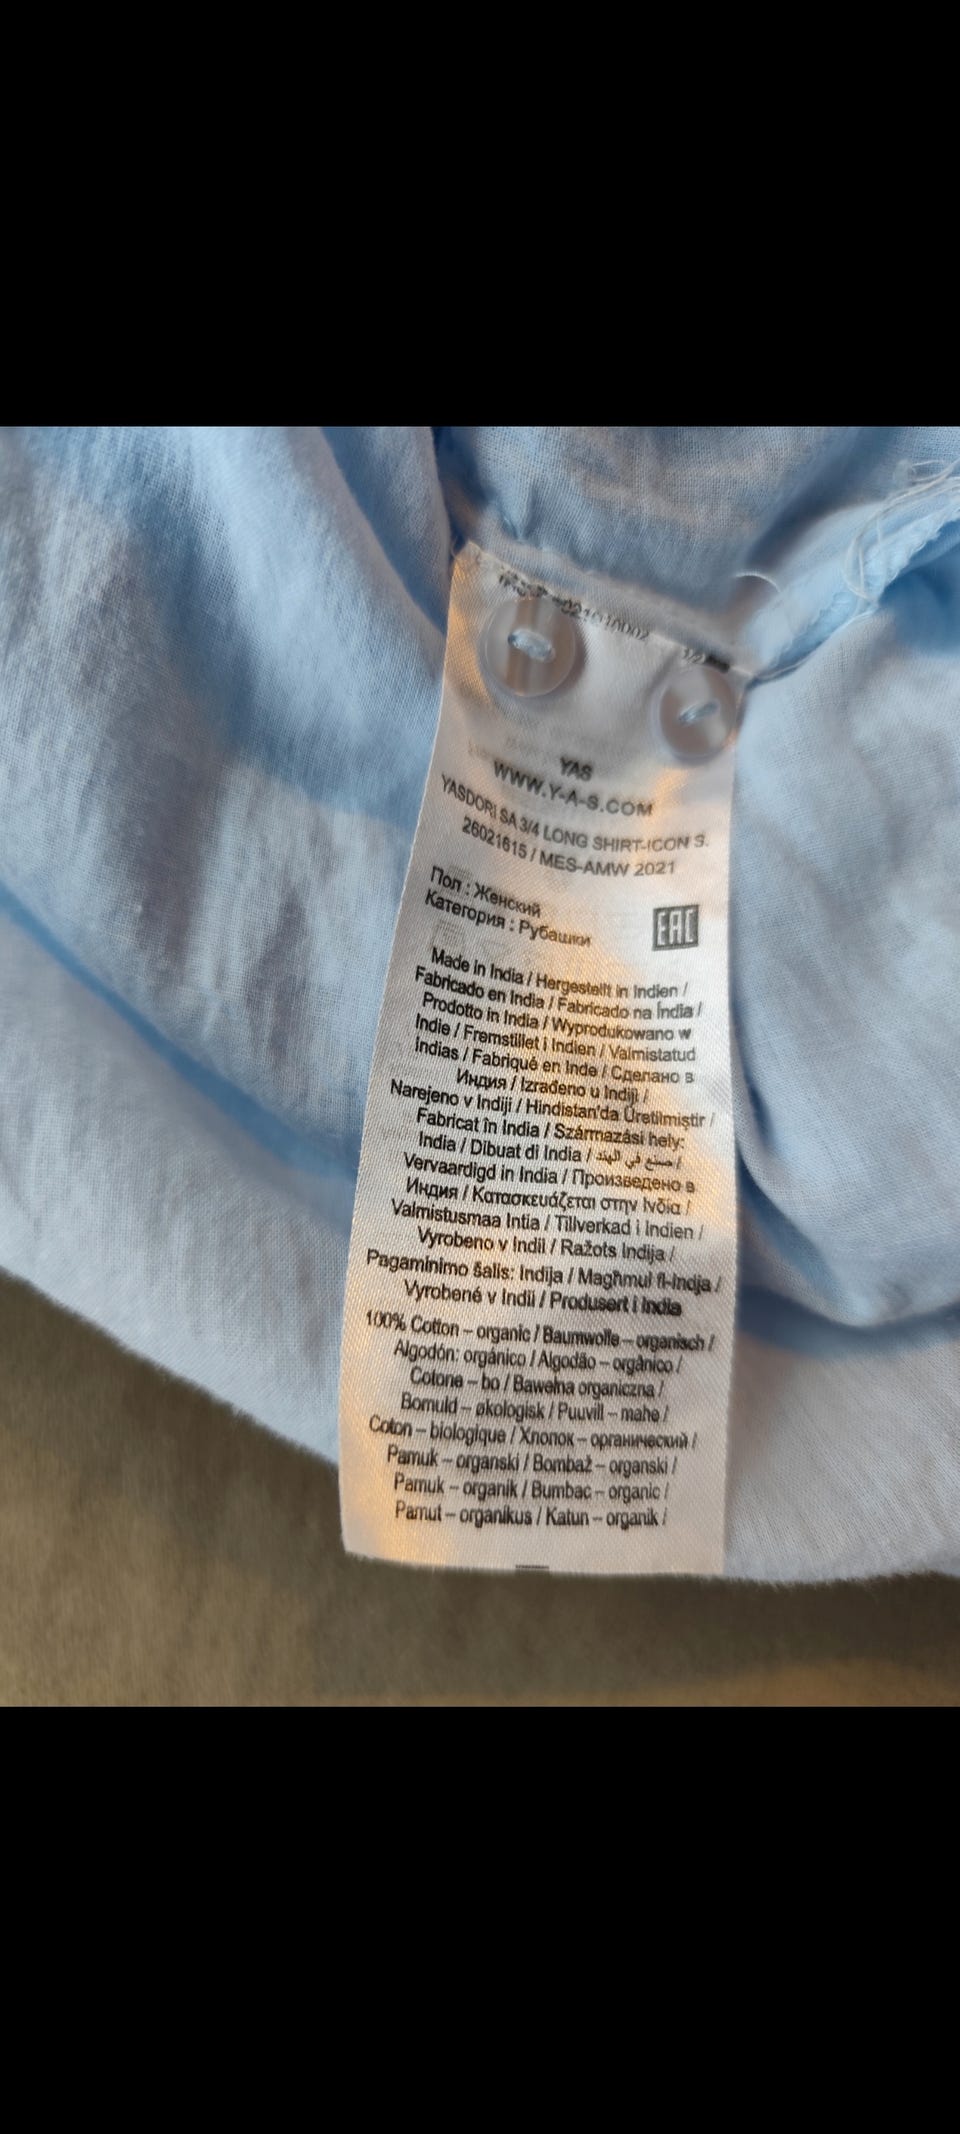 YAS
WWW.Y-A-S.COM
YASDORI SA 3/4 LONG SHIRT-ICON S.
26021615 / MES-AMW 2021
Пол : Женский
Категория : Рубашки
EAC
Made in India / Hergestellt in Indien /
Fabricado en India / Fabricado na Índia /
Prodotto in India / Wyprodukowano w
Indie / Fremstillet i Indien / Valmistatud
Indias / Fabriqué en Inde / Сделано в
Индия / Izrađeno u Indiji /
Narejeno v Indiji / Hindistan'da Üretilmiştir /
Fabricat în India / Származási hely:
India / Dibuat di India / صنع في الهند /
Vervaardigd in India / Произведено в
Индия / Κατασκευάζεται στην Ινδία /
Valmistusmaa Intia / Tillverkad i Indien /
Vyrobeno v Indii / Ražots Indija /
Pagaminimo šalis: Indija / Magħmul fl-Indja /
Vyrobené v Indii / Produsert i India
100% Cotton – organic / Baumwolle – organisch /
Algodón: orgánico / Algodão – orgânico /
Cotone – bo / Bawełna organiczna /
Bomuld – økologisk / Puuvill – mahe /
Coton – biologique / Хлопок – органический /
Pamuk – organski / Bombaž – organski /
Pamuk – organik / Bumbac – organic /
Pamut – organikus / Katun – organik /